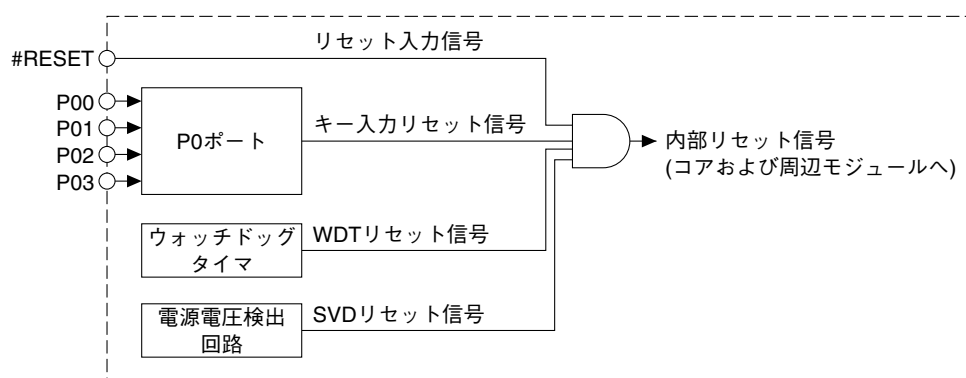 リセット入力信号
#RESET
P00
P01
P02
P03
P0ポート
キー入力リセット信号
内部リセット信号
(コアおよび周辺モジュールへ)
ウォッチドッグ
タイマ
WDTリセット信号
電源電圧検出
回路
SVDリセット信号